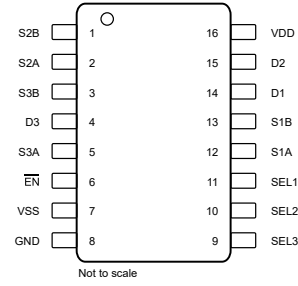 S2B 1 16 VDD
S2A 2 15 D2
S3B 3 14 D1
D3 4 13 S1B
S3A 5 12 S1A
EN 6 11 SEL1
VSS 7 10 SEL2
GND 8 9 SEL3
Not to scale